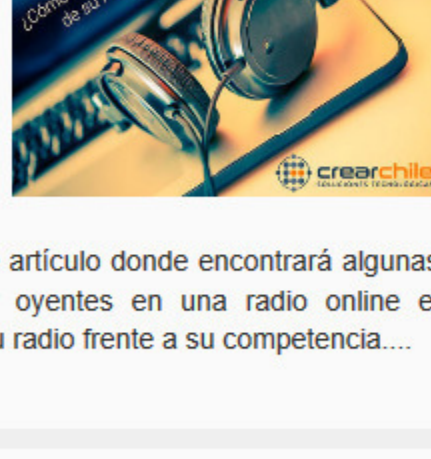 ¿Cómo
de su
crearchile
SOLUCIONES TECNOLÓGICAS
artículo donde encontrará algunas
oyentes en una radio online e
radio frente a su competencia....